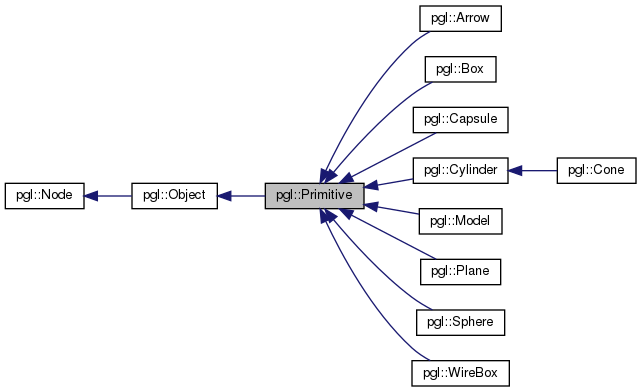 pgl::Arrow
pgl::Box
pgl::Capsule
pgl::Cylinder
pgl::Cone
pgl::Node
pgl::Object
pgl::Primitive
pgl::Model
pgl::Plane
pgl::Sphere
pgl::WireBox